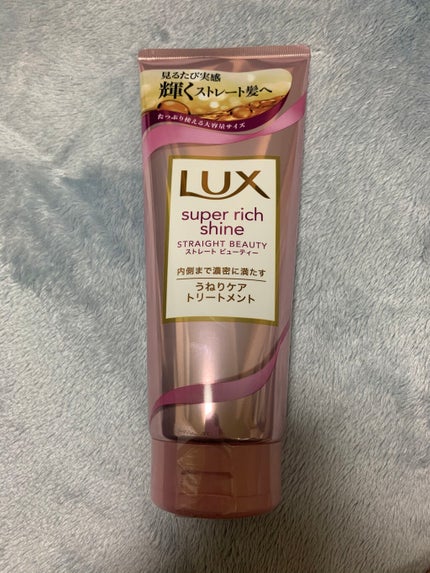 見るたび実感
輝くストレート髪へ
たっぷり使える大容量サイズ
LUX
super rich
shine
STRAIGHT BEAUTY
ストレート ビューティー
内側まで濃密に満たす
うねりケア
トリートメント